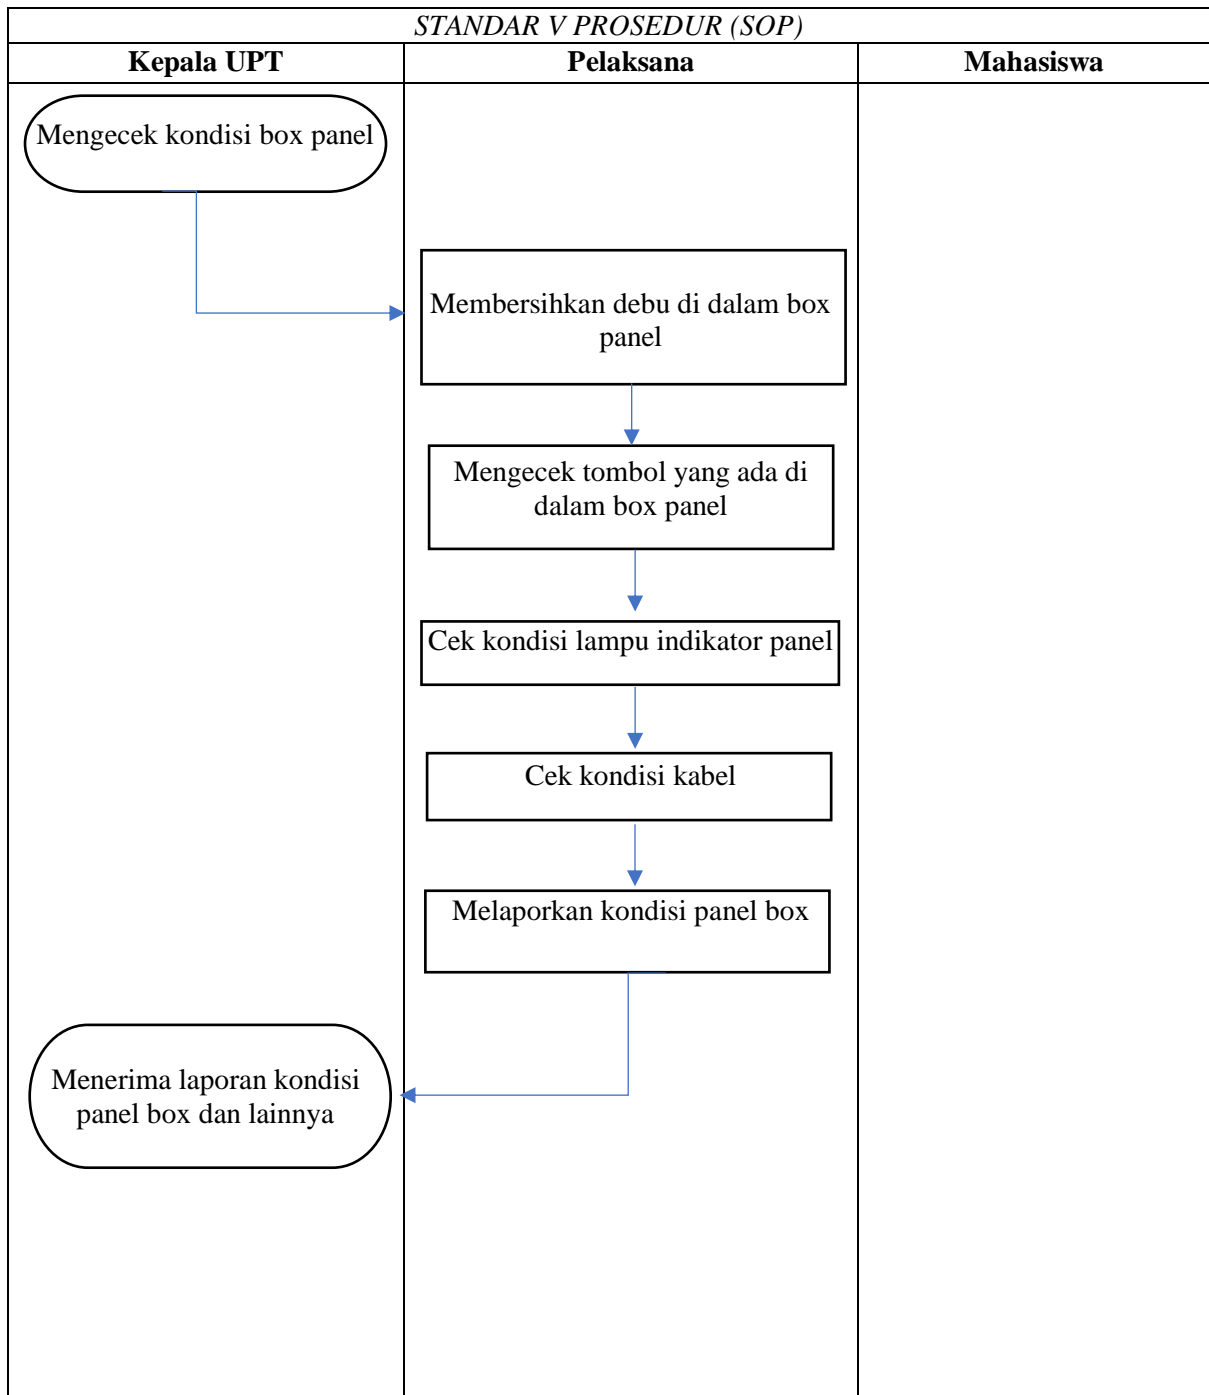 STANDAR V PROSEDUR (SOP)
Kepala UPT
Pelaksana
Mahasiswa
Mengecek kondisi box panel
Membersihkan debu di dalam box
panel
Mengecek tombol yang ada di
dalam box panel
Cek kondisi lampu indikator panel
Cek kondisi kabel
Melaporkan kondisi panel box
Menerima laporan kondisi
panel box dan lainnya